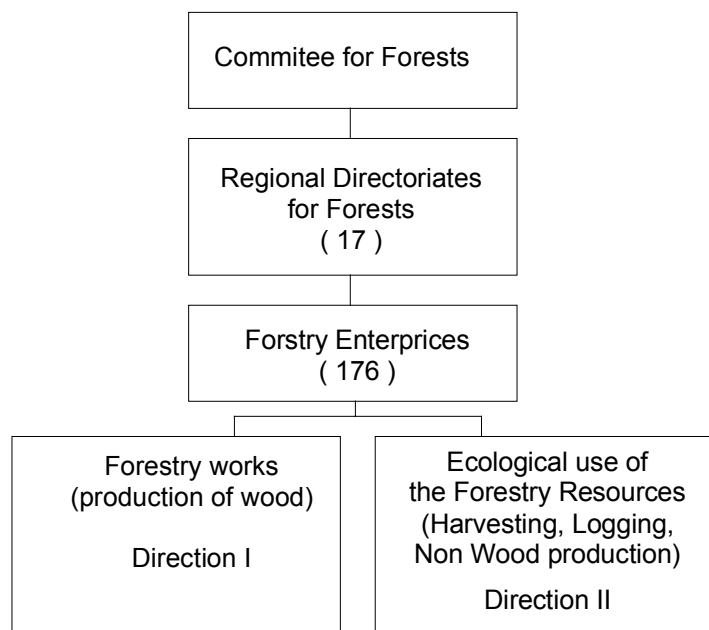 Commitee for Forests
Regional Directoriates
for Forests
( 17 )
Forstry Enterprices
( 176 )
Forestry works
(production of wood)
Direction I
Ecological use of
the Forestry Resources
(Harvesting, Logging,
Non Wood production)
Direction II